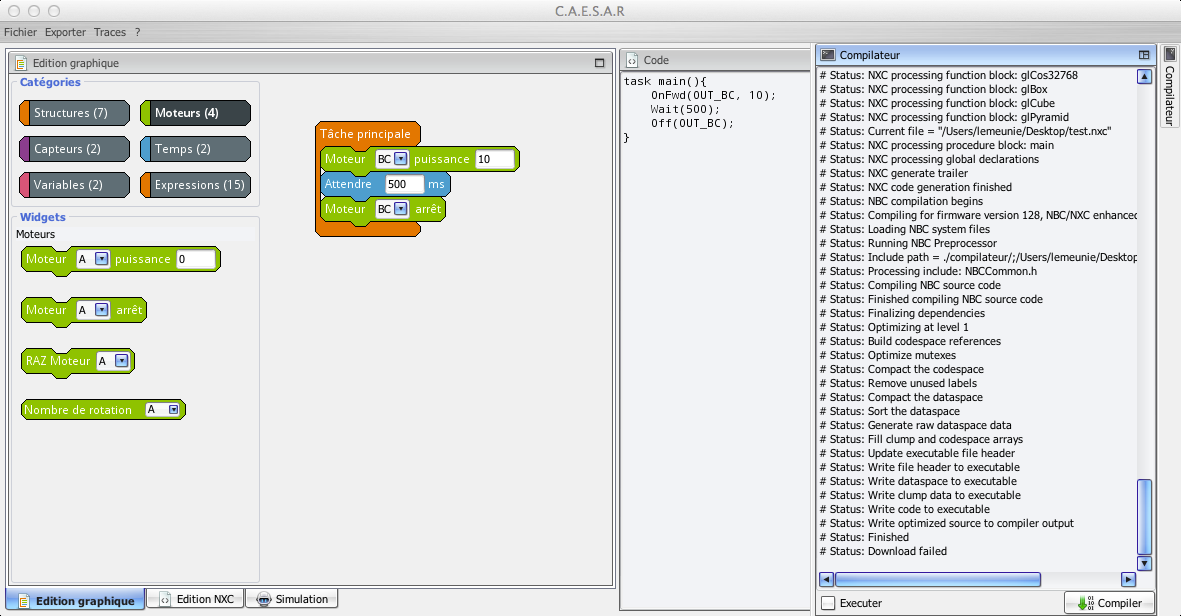 C.A.E.S.A.R
Fichier Exporter Traces ?
Edition graphique
Catégories
Structures (7) Moteurs (4)
Capteurs (2) Temps (2)
Variables (2) Expressions (15)
Widgets
Moteurs
Moteur A puissance 0
Moteur A arrêt
RAZ Moteur A
Nombre de rotation A
Tâche principale
Moteur BC puissance 10
Attendre 500 ms
Moteur BC arrêt
Code
task main(){
OnFwd(OUT_BC, 10);
Wait(500);
Off(OUT_BC);
}
Compilateur
# Status: NXC processing function block: glCos32768
# Status: NXC processing function block: glBox
# Status: NXC processing function block: glCube
# Status: NXC processing function block: glPyramid
# Status: Current file = "/Users/lemeunie/Desktop/test.nxc"
# Status: NXC processing procedure block: main
# Status: NXC processing global declarations
# Status: NXC generate trailer
# Status: NXC code generation finished
# Status: NBC compilation begins
# Status: Compiling for firmware version 128, NBC/NXC enhanced
# Status: Loading NBC system files
# Status: Running NBC Preprocessor
# Status: Include path = ./compilateur/;/Users/lemeunie/Desktop
# Status: Processing include: NBCCommon.h
# Status: Compiling NBC source code
# Status: Finished compiling NBC source code
# Status: Finalizing dependencies
# Status: Optimizing at level 1
# Status: Build codespace references
# Status: Optimize mutexes
# Status: Compact the codespace
# Status: Remove unused labels
# Status: Compact the dataspace
# Status: Sort the dataspace
# Status: Generate raw dataspace data
# Status: Fill clump and codespace arrays
# Status: Update executable file header
# Status: Write file header to executable
# Status: Write dataspace to executable
# Status: Write clump data to executable
# Status: Write code to executable
# Status: Write optimized source to compiler output
# Status: Finished
# Status: Download failed
Executer
Compiler
Compilateur
Edition graphique Edition NXC Simulation